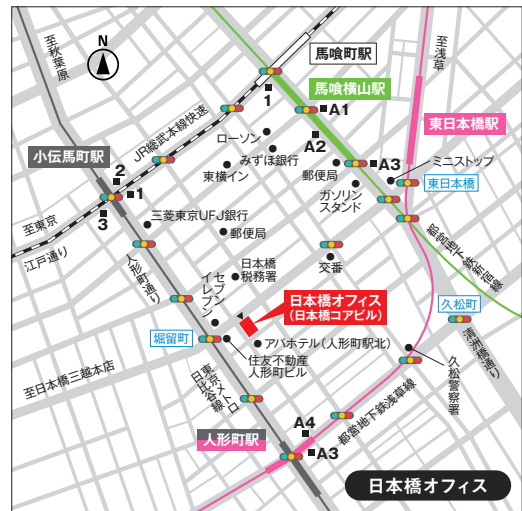 至秋葉原
N
馬喰町駅
至浅草
1
馬喰横山駅
A1
JR総武本線快速
ローソン
A2
東日本橋駅
小伝馬町駅
みずほ銀行
A3
ミニストップ
2
東横イン
郵便局
東日本橋
1
ガソリン
スタンド
3
三菱東京UFJ銀行
至東京
郵便局
江戸通り
人形町通り
交番
都営地下鉄新宿線
日本橋
税務署
イセレブ
ブン
日本橋オフィス
(日本橋コアビル)
久松町
清洲橋通り
堀留町
アパホテル(人形町駅北)
住友不動産
人形町ビル
久松警察署
至日本橋三越本店
東京メトロ
日比谷線
都営地下鉄浅草線
A4
人形町駅
A3
日本橋オフィス